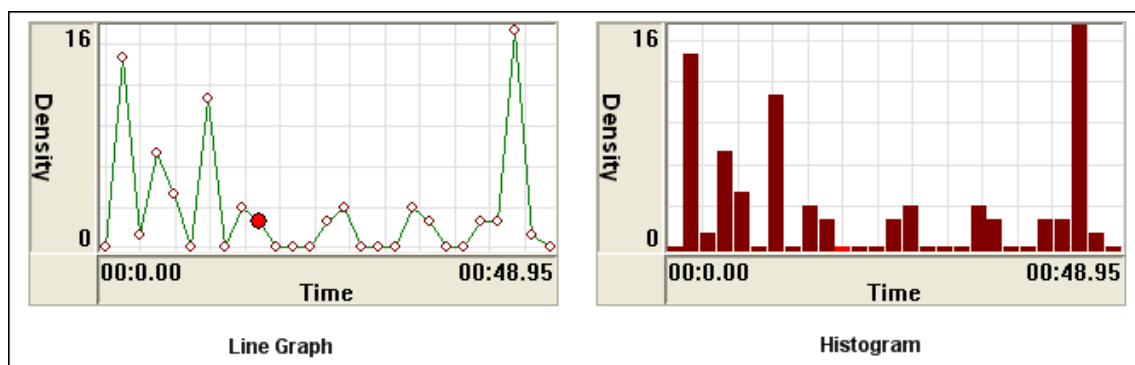 16
Density
0
00:0.00 00:48.95
Time
Line Graph
16
Density
0
00:0.00 00:48.95
Time
Histogram